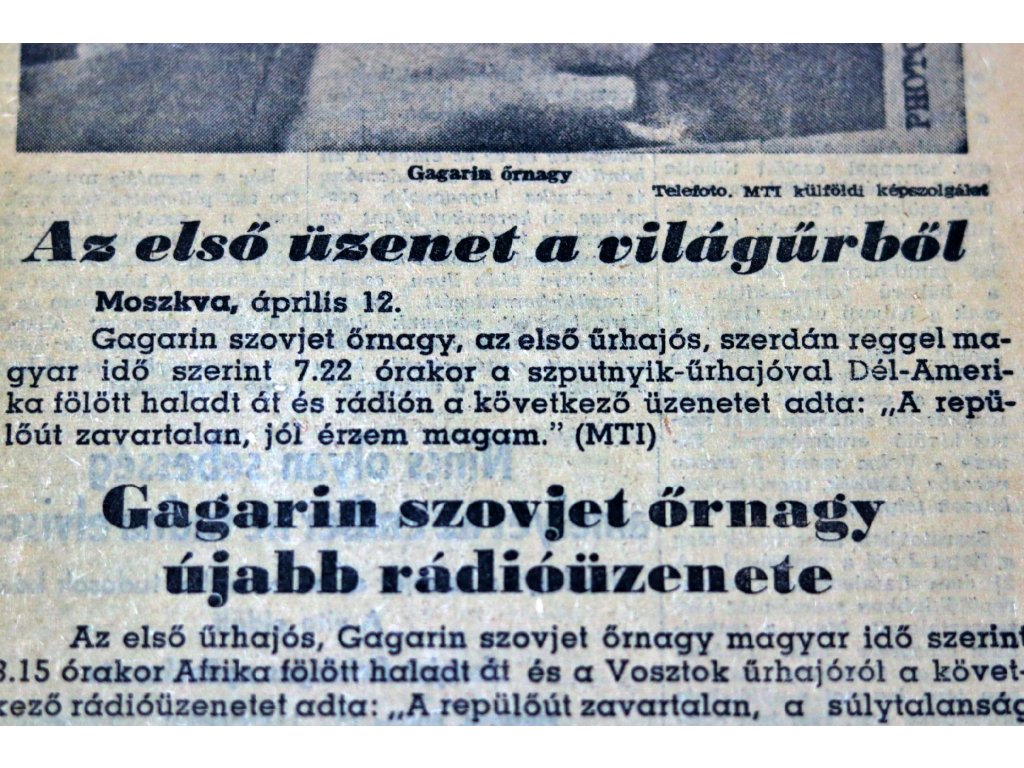 PHOTO
Gagarin őrnagy
Telefoto, MTI külföldi képszolgálat
Az első üzenet a világűrből
Moszkva, április 12.
Gagarin szovjet őrnagy, az első űrhajós, szerdán reggel ma-
gyar idő szerint 7.22 órakor a szputnyik-űrhajóval Dél-Ameri-
ka fölött haladt át és rádión a következő üzenetet adta: „A repü-
lőút zavartalan, jól érzem magam." (MTI)
Gagarin szovjet őrnagy
újabb rádióüzenete
Az első űrhajós, Gagarin szovjet őrnagy magyar idő szerint
8.15 órakor Afrika fölött haladt át és a Vosztok űrhajóról a követ-
kező rádióüzenetet adta: „A repülőút zavartalan, a súlytalanság